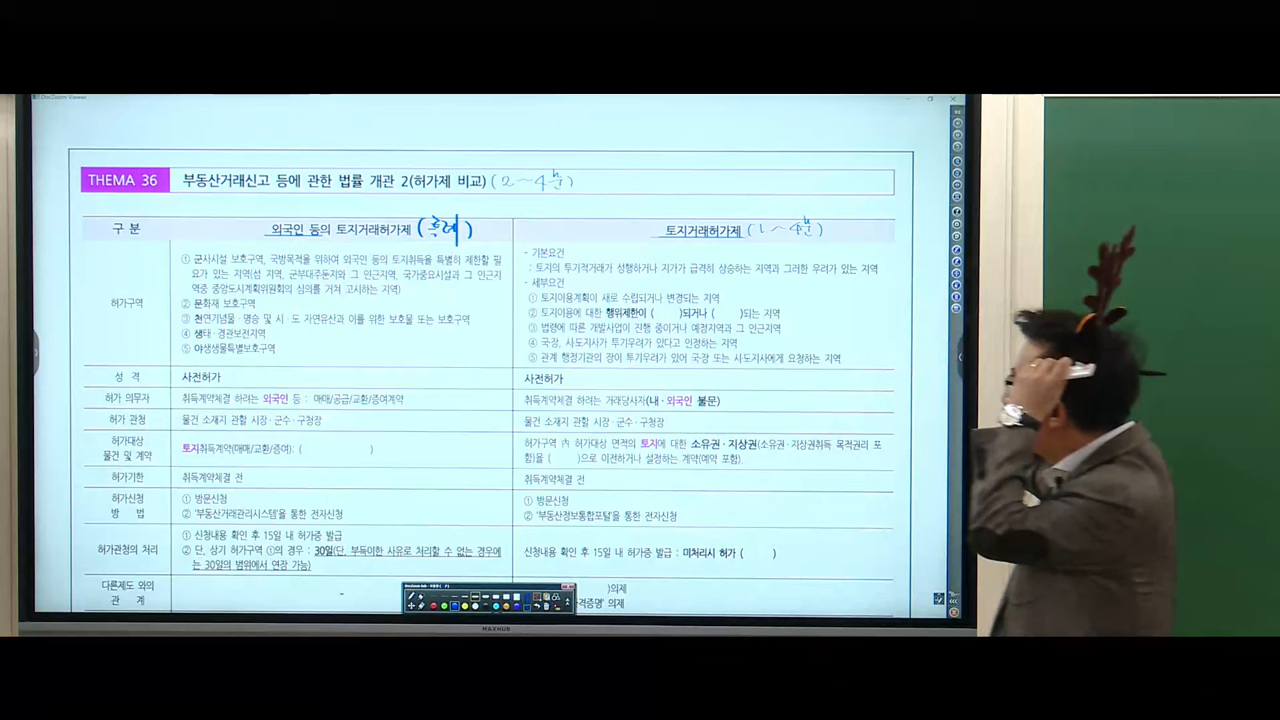 DocZoom Viewer
THEMA 36 부동산거래신고 등에 관한 법률 개관 2(허가제 비교) (2~4문)
구 분 외국인 등의 토지거래허가제 토지거래허가제 (1~4문)
허가구역
① 군사시설 보호구역, 국방목적을 위하여 외국인 등의 토지취득을 특별히 제한할 필
요가 있는 지역(섬 지역, 군부대주둔지와 그 인근지역, 국가중요시설과 그 인근지
역중 중앙도시계획위원회의 심의를 거쳐 고시하는 지역)
② 문화재 보호구역
③ 천연기념물·명승 및 시·도 자연유산과 이를 위한 보호물 또는 보호구역
④ 생태·경관보전지역
⑤ 야생생물특별보호구역
- 기본요건
: 토지의 투기적거래가 성행하거나 지가가 급격히 상승하는 지역과 그러한 우려가 있는 지역
- 세부요건
① 토지이용계획이 새로 수립되거나 변경되는 지역
② 토지이용에 대한 행위제한이 ( )되거나 ( )되는 지역
③ 법령에 따른 개발사업이 진행 중이거나 예정지역과 그 인근지역
④ 국장, 시.도지사가 투기우려가 있다고 인정하는 지역
⑤ 관계 행정기관의 장이 투기우려가 있어 국장 또는 시.도지사에게 요청하는 지역
성 격 사전허가 사전허가
허가 의무자 취득계약체결 하려는 외국인 등 : 매매/공급/교환/증여계약 취득계약체결 하려는 거래당사자(내·외국인 불문)
허가 관청 물건 소재지 관할 시장·군수·구청장 물건 소재지 관할 시장·군수·구청장
허가대상
물건 및 계약
토지취득계약(매매/교환/증여): ( )
허가구역 內 허가대상 면적의 토지에 대한 소유권·지상권(소유권·지상권취득 목적권리 포
함)을 ( )으로 이전하거나 설정하는 계약(예약 포함).
허가기한 취득계약체결 전 취득계약체결 전
허가신청
방 법
① 방문신청
② '부동산거래관리시스템'을 통한 전자신청
① 방문신청
② '부동산정보통합포털'을 통한 전자신청
허가관청의 처리
① 신청내용 확인 후 15일 내 허가증 발급
② 단, 상기 허가구역 ①의 경우 : 30일(단, 부득이한 사유로 처리할 수 없는 경우에
는 30일의 범위에서 연장 가능)
신청내용 확인 후 15일 내 허가증 발급 : 미처리시 허가 ( )
다른제도 와의
관 계
-
)의제
격증명' 의제
MAXHUB